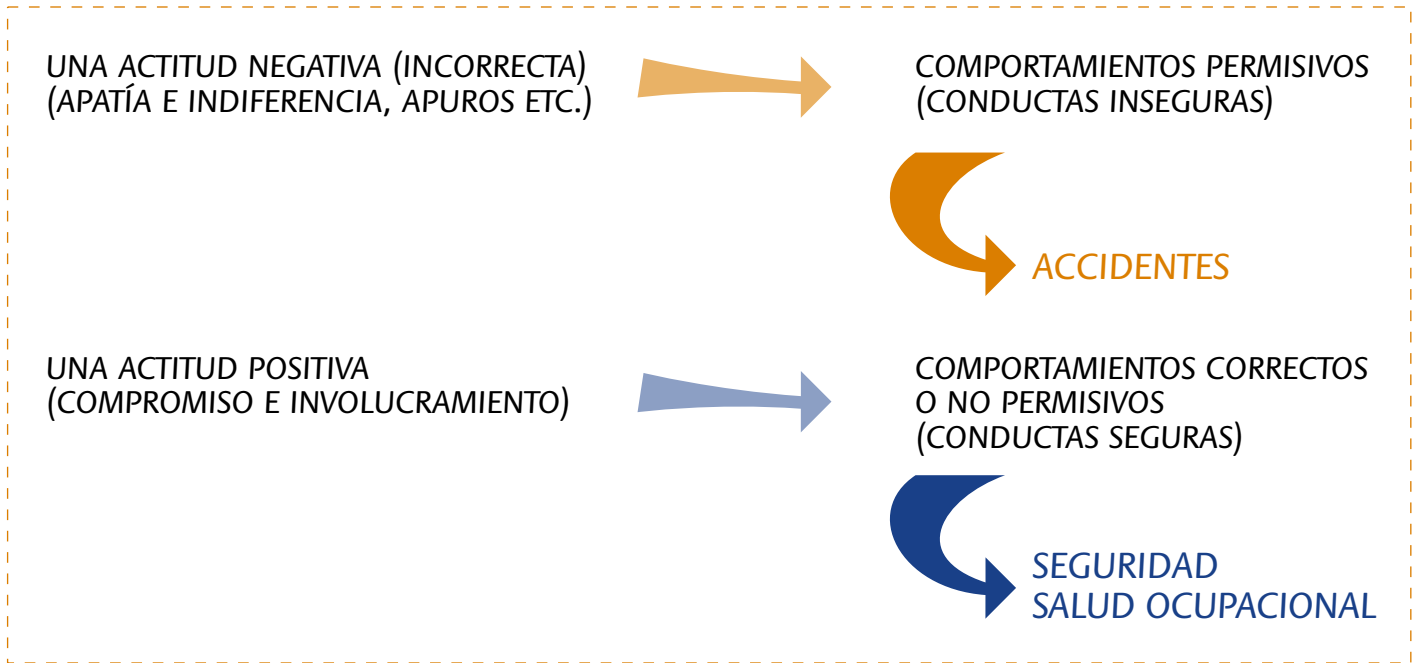 UNA ACTITUD NEGATIVA (INCORRECTA)
(APATÍA E INDIFERENCIA, APUROS ETC.)
COMPORTAMIENTOS PERMISIVOS
(CONDUCTAS INSEGURAS)
ACCIDENTES
UNA ACTITUD POSITIVA
(COMPROMISO E INVOLUCRAMIENTO)
COMPORTAMIENTOS CORRECTOS
O NO PERMISIVOS
(CONDUCTAS SEGURAS)
SEGURIDAD
SALUD OCUPACIONAL